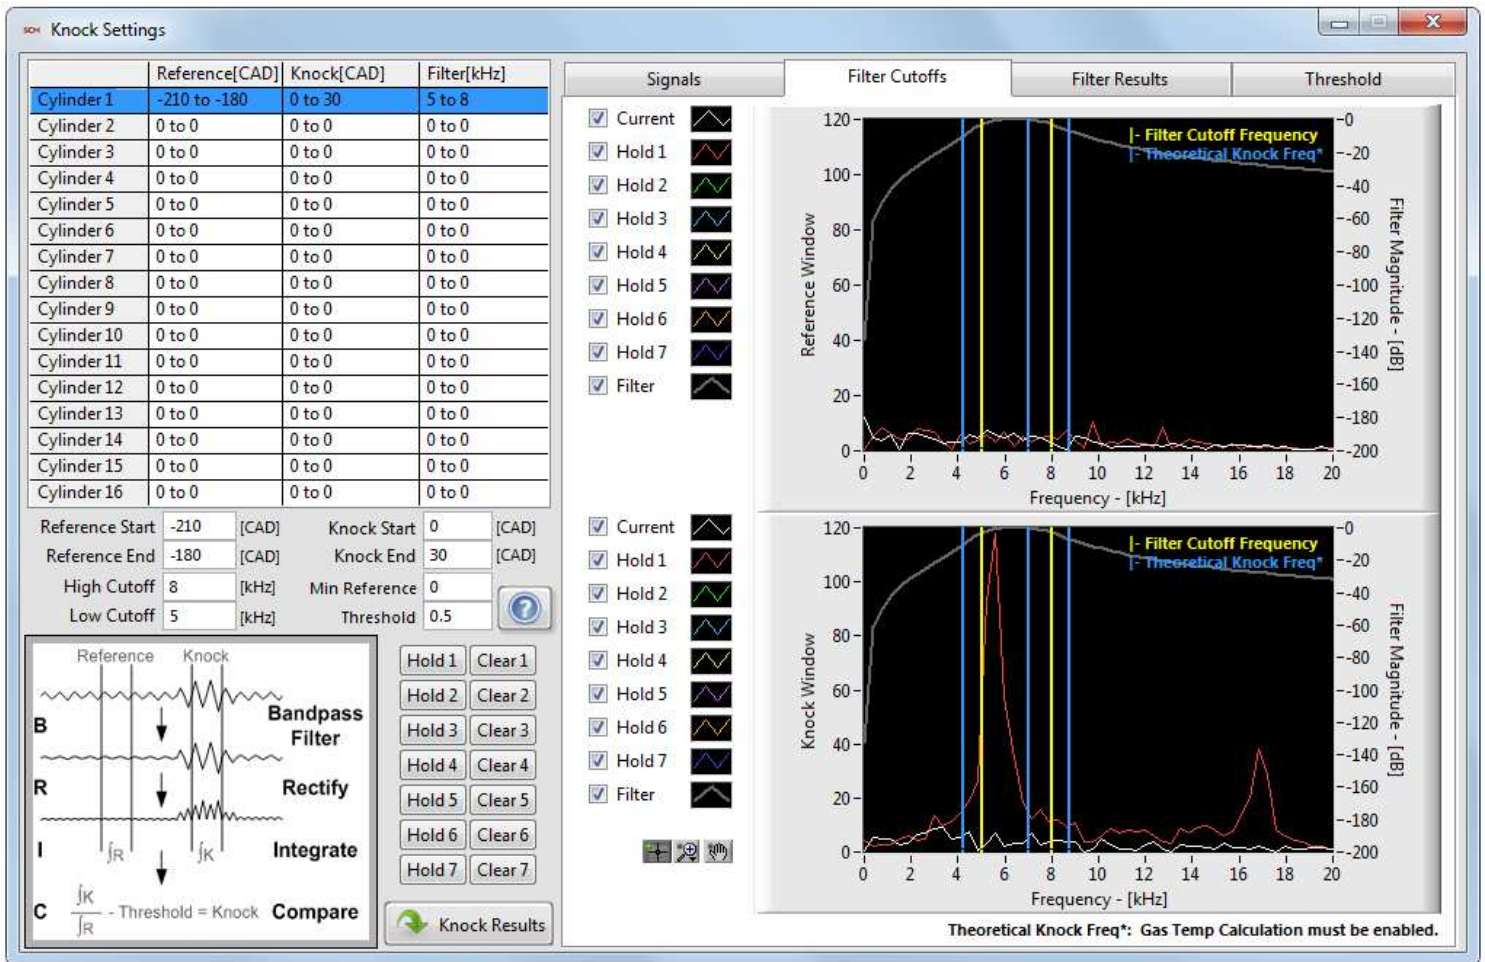 SCH Knock Settings
Reference[CAD] Knock[CAD] Filter[kHz]
Cylinder 1 -210 to -180 0 to 30 5 to 8
Cylinder 2 0 to 0 0 to 0 0 to 0
Cylinder 3 0 to 0 0 to 0 0 to 0
Cylinder 4 0 to 0 0 to 0 0 to 0
Cylinder 5 0 to 0 0 to 0 0 to 0
Cylinder 6 0 to 0 0 to 0 0 to 0
Cylinder 7 0 to 0 0 to 0 0 to 0
Cylinder 8 0 to 0 0 to 0 0 to 0
Cylinder 9 0 to 0 0 to 0 0 to 0
Cylinder 10 0 to 0 0 to 0 0 to 0
Cylinder 11 0 to 0 0 to 0 0 to 0
Cylinder 12 0 to 0 0 to 0 0 to 0
Cylinder 13 0 to 0 0 to 0 0 to 0
Cylinder 14 0 to 0 0 to 0 0 to 0
Cylinder 15 0 to 0 0 to 0 0 to 0
Cylinder 16 0 to 0 0 to 0 0 to 0
Reference Start -210 [CAD] Knock Start 0 [CAD]
Reference End -180 [CAD] Knock End 30 [CAD]
High Cutoff 8 [kHz] Min Reference 0
Low Cutoff 5 [kHz] Threshold 0.5
?
Reference Knock
B Bandpass
Filter
R Rectify
I ∫R ∫K Integrate
C ∫K
∫R - Threshold = Knock Compare
Hold 1 Clear 1
Hold 2 Clear 2
Hold 3 Clear 3
Hold 4 Clear 4
Hold 5 Clear 5
Hold 6 Clear 6
Hold 7 Clear 7
Knock Results
Signals Filter Cutoffs Filter Results Threshold
Current
Hold 1
Hold 2
Hold 3
Hold 4
Hold 5
Hold 6
Hold 7
Filter
Reference Window
120
100
80
60
40
20
0
|- Filter Cutoff Frequency
|- Theoretical Knock Freq*
-0
-20
-40
-60
-80
-100
-120
-140
-160
-180
-200
Filter Magnitude - [dB]
0 2 4 6 8 10 12 14 16 18 20
Frequency - [kHz]
Current
Hold 1
Hold 2
Hold 3
Hold 4
Hold 5
Hold 6
Hold 7
Filter
Knock Window
120
100
80
60
40
20
0
|- Filter Cutoff Frequency
|- Theoretical Knock Freq*
-0
-20
-40
-60
-80
-100
-120
-140
-160
-180
-200
Filter Magnitude - [dB]
0 2 4 6 8 10 12 14 16 18 20
Frequency - [kHz]
Theoretical Knock Freq*: Gas Temp Calculation must be enabled.